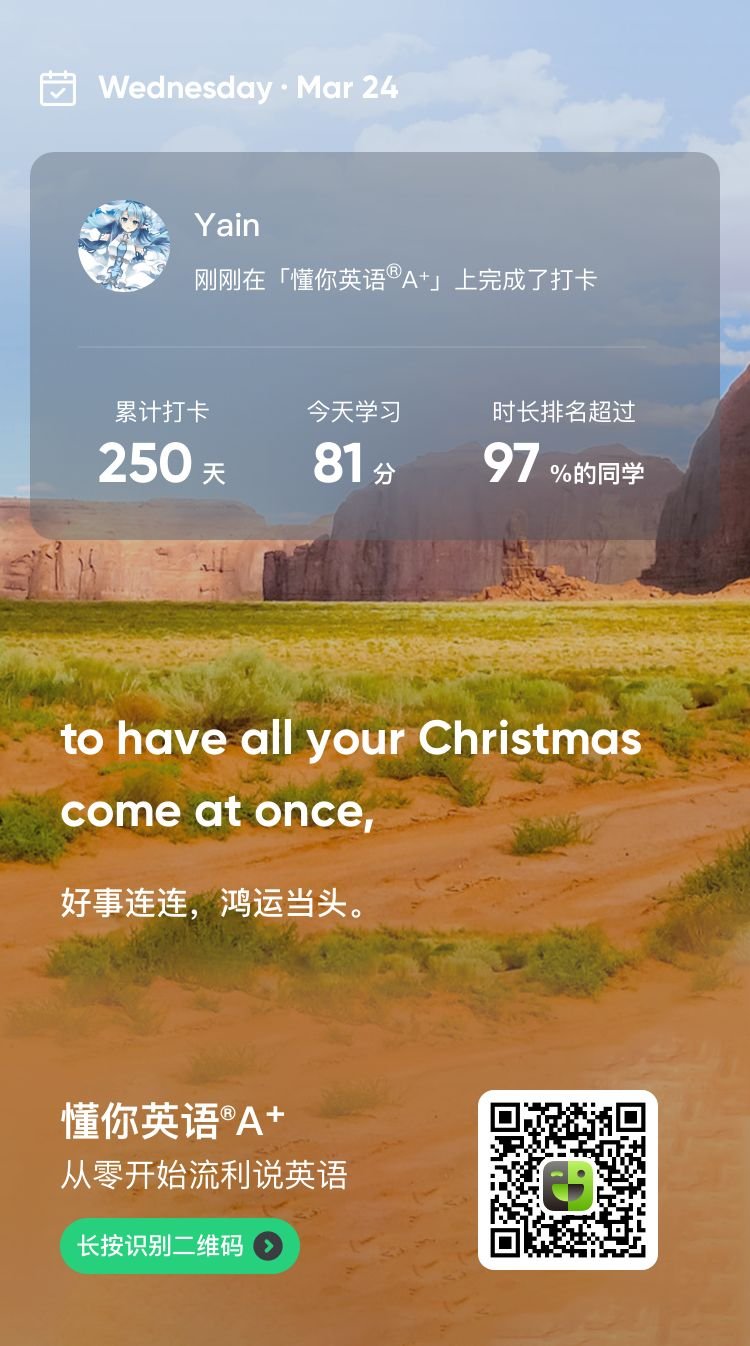 Wednesday · Mar 24
Yain
刚刚在「懂你英语®A⁺」上完成了打卡
累计打卡 今天学习 时长排名超过
250 天 81 分 97 %的同学
to have all your Christmas
come at once,
好事连连，鸿运当头。
懂你英语®A⁺
从零开始流利说英语
长按识别二维码